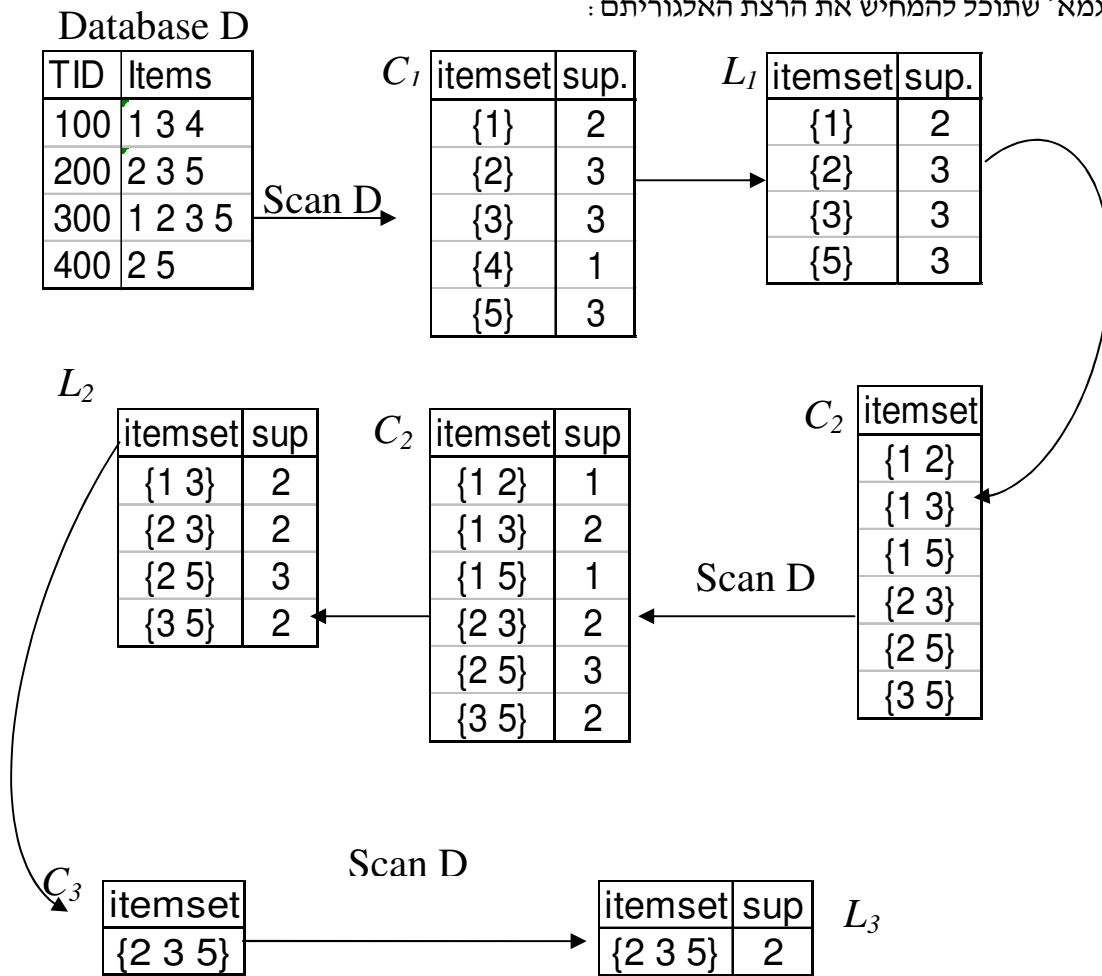 שתוכל להמחיש את הרצת האלגוריתם :
Database D
TID Items
100 1 3 4
200 2 3 5
300 1 2 3 5
400 2 5
Scan D
C1
itemset sup.
{1} 2
{2} 3
{3} 3
{4} 1
{5} 3
L1
itemset sup.
{1} 2
{2} 3
{3} 3
{5} 3
C2
itemset
{1 2}
{1 3}
{1 5}
{2 3}
{2 5}
{3 5}
Scan D
C2
itemset sup
{1 2} 1
{1 3} 2
{1 5} 1
{2 3} 2
{2 5} 3
{3 5} 2
L2
itemset sup
{1 3} 2
{2 3} 2
{2 5} 3
{3 5} 2
C3
itemset
{2 3 5}
Scan D
itemset sup
{2 3 5} 2
L3